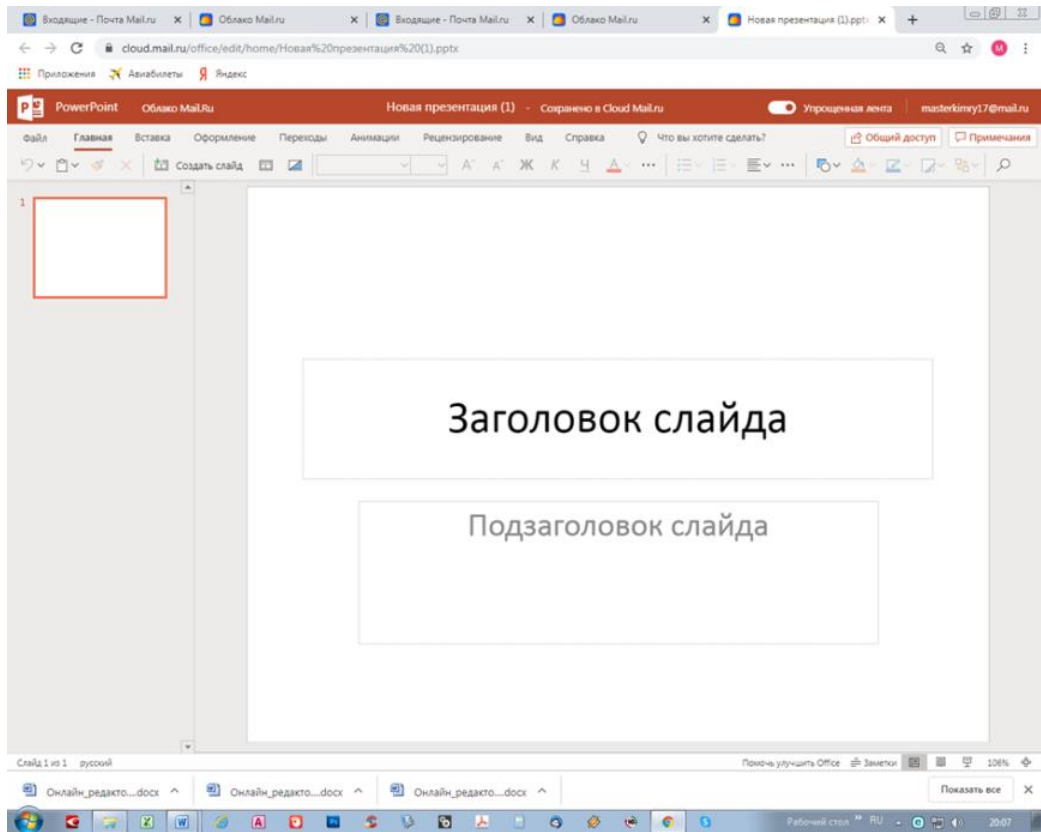 Входящие - Почта Mail.ru
Облако Mail.ru
Входящие - Почта Mail.ru
Облако Mail.ru
Новая презентация (1).ppt
cloud.mail.ru/office/edit/home/Новая%20презентация%20(1).pptx
M
Приложения Авиабилеты Яндекс
PowerPoint Облако Mail.Ru Новая презентация (1) - Сохранено в Cloud Mail.ru Упрощенная лента masterkimry17@mail.ru
Файл Главная Вставка Оформление Переходы Анимации Рецензирование Вид Справка Что вы хотите сделать? Общий доступ Примечания
Создать слайд A A Ж К Ч A
1
Заголовок слайда
Подзаголовок слайда
Слайд 1 из 1 русский Помочь улучшить Office Заметки 106%
Онлайн_редакто....docx Онлайн_редакто....docx Онлайн_редакто....docx Показать все
Рабочий стол RU 20:07